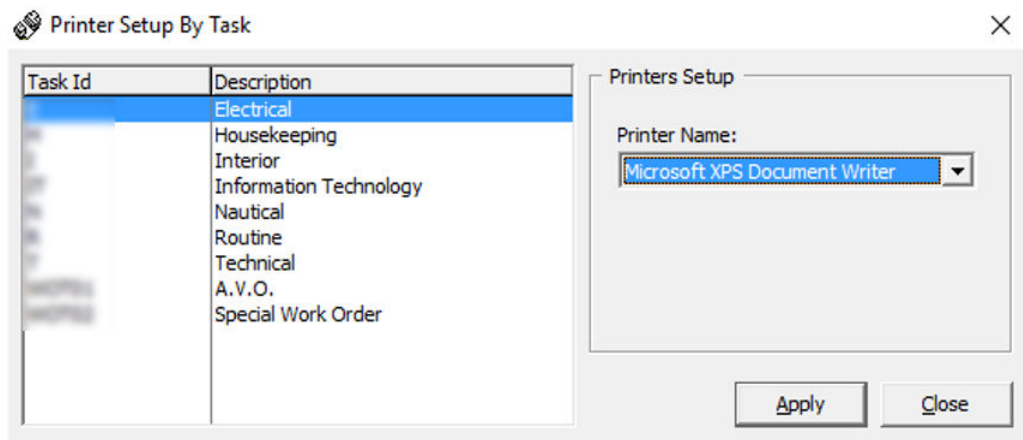 Printer Setup By Task
Task Id Description
Electrical
Housekeeping
Interior
Information Technology
Nautical
Routine
Technical
A.V.O.
Special Work Order
Printers Setup
Printer Name:
Microsoft XPS Document Writer
Apply Close